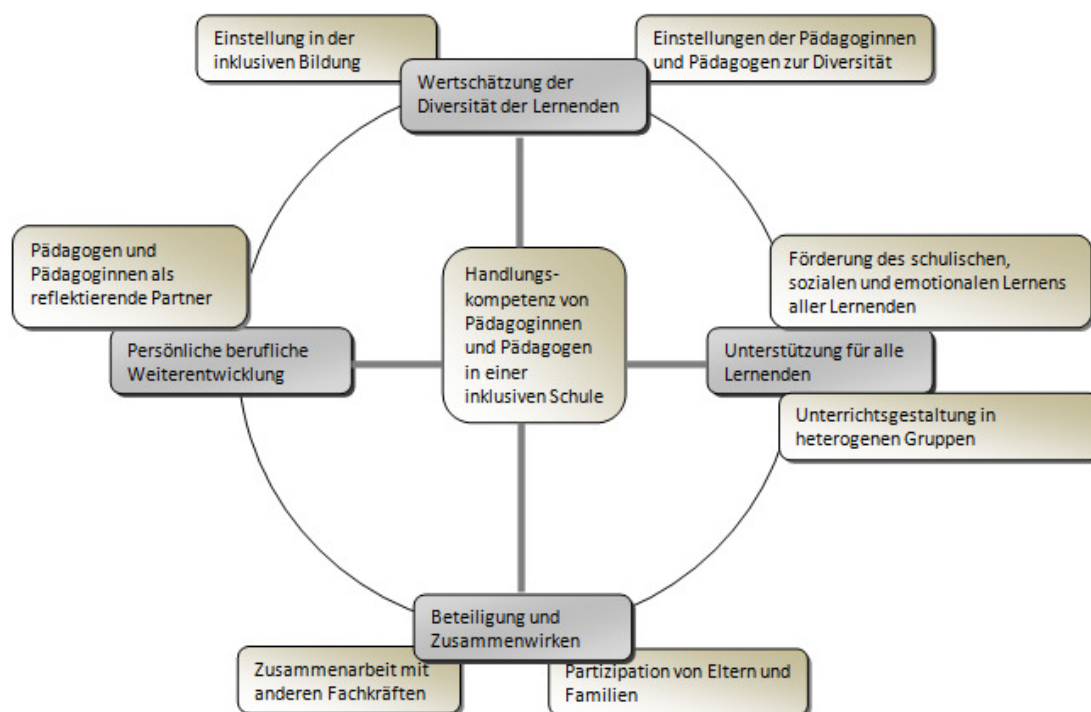 Einstellung in der
inklusiven Bildung
Einstellungen der Pädagoginnen
und Pädagogen zur Diversität
Wertschätzung der
Diversität der Lernenden
Pädagogen und
Pädagoginnen als
reflektierende Partner
Persönliche berufliche
Weiterentwicklung
Handlungs-
kompetenz von
Pädagoginnen
und Pädagogen
in einer
inklusiven Schule
Förderung des schulischen,
sozialen und emotionalen Lernens
aller Lernenden
Unterstützung für alle
Lernenden
Unterrichtsgestaltung in
heterogenen Gruppen
Beteiligung und
Zusammenwirken
Zusammenarbeit mit
anderen Fachkräften
Partizipation von Eltern und
Familien